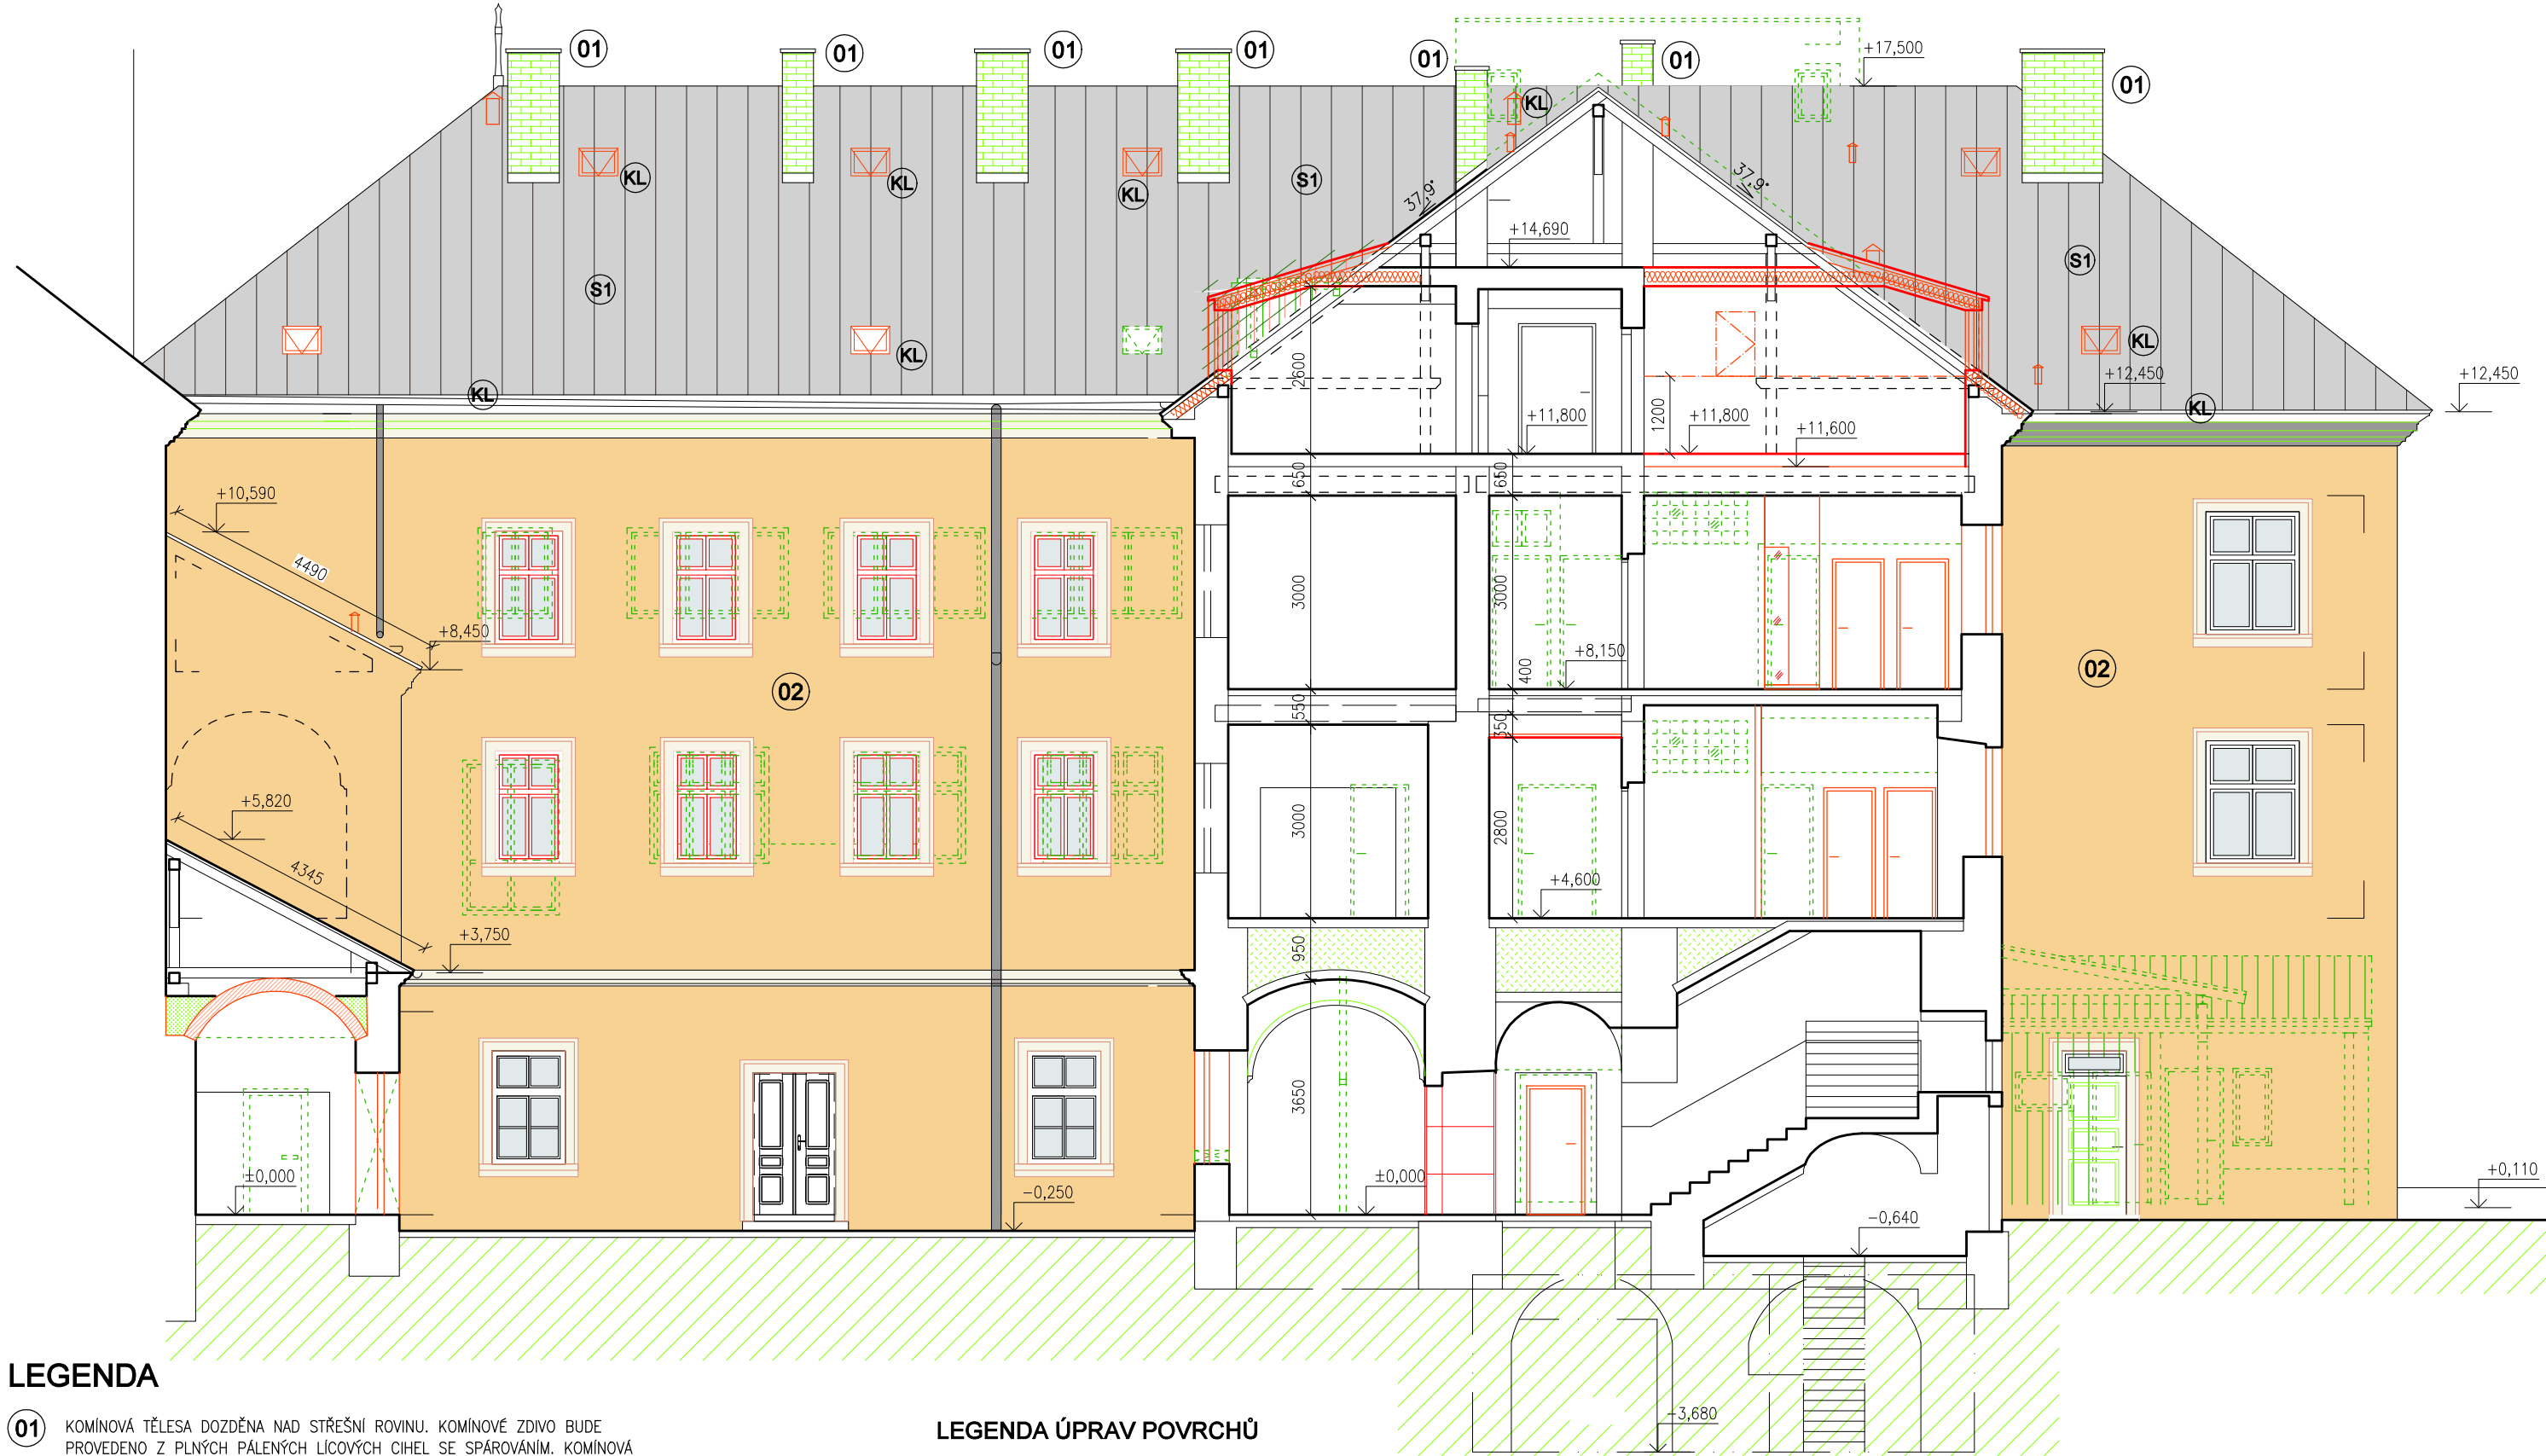 01 01 01 01 01 01 01
+17,500
KL
KL KL KL S1
37,9° 37,9°
+14,690
S1 S1
KL KL
2600
KL
+12,450 +12,450
KL
+11,800 1200 +11,800
+11,600
650 650
+10,590
4490
3000 3000
+8,450
+8,150
400
02 02
550
350
+5,820
3000 2800
4345
+4,600
+3,750
950
3650
±0,000 ±0,000
-0,250
+0,110
-0,640
-3,680
LEGENDA
01 KOMÍNOVÁ TĚLESA DOZDĚNA NAD STŘEŠNÍ ROVINU. KOMÍNOVÉ ZDIVO BUDE
PROVEDENO Z PLNÝCH PÁLENÝCH LÍCOVÝCH CIHEL SE SPÁROVÁNÍM. KOMÍNOVÁ
LEGENDA ÚPRAV POVRCHŮ